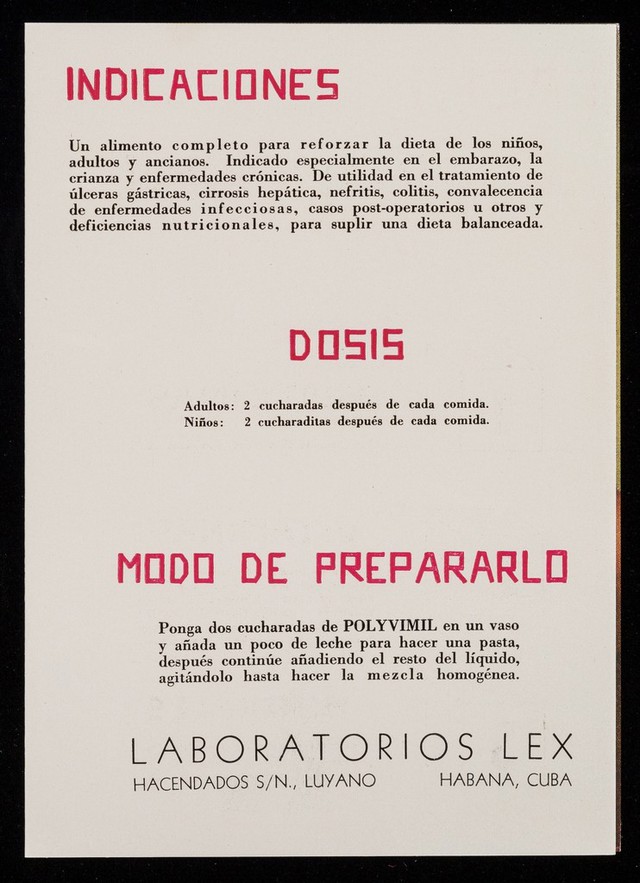 INDICACIONES
Un alimento completo para reforzar la dieta de los niños,
adultos y ancianos. Indicado especialmente en el embarazo, la
crianza y enfermedades crónicas. De utilidad en el tratamiento de
úlceras gástricas, cirrosis hepática, nefritis, colitis, convalecencia
de enfermedades infecciosas, casos post-operatorios u otros y
deficiencias nutricionales, para suplir una dieta balanceada.
DOSIS
Adultos: 2 cucharadas después de cada comida.
Niños: 2 cucharaditas después de cada comida.
MODO DE PREPARARLO
Ponga dos cucharadas de POLYVIMIL en un vaso
y añada un poco de leche para hacer una pasta,
después continúe añadiendo el resto del líquido,
agitándolo hasta hacer la mezcla homogénea.
LABORATORIOS LEX
HACENDADOS S/N., LUYANO HABANA, CUBA